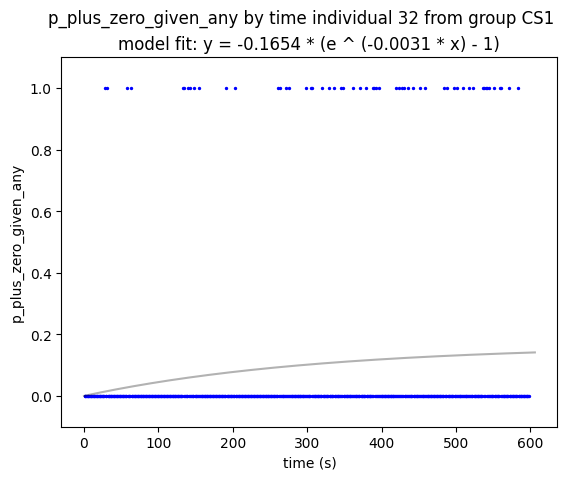 p_plus_zero_given_any by time individual 32 from group CS1
model fit: y = -0.1654 * (e ^ (-0.0031 * x) - 1)
p_plus_zero_given_any
1.0
0.8
0.6
0.4
0.2
0.0
0 100 200 300 400 500 600
time (s)